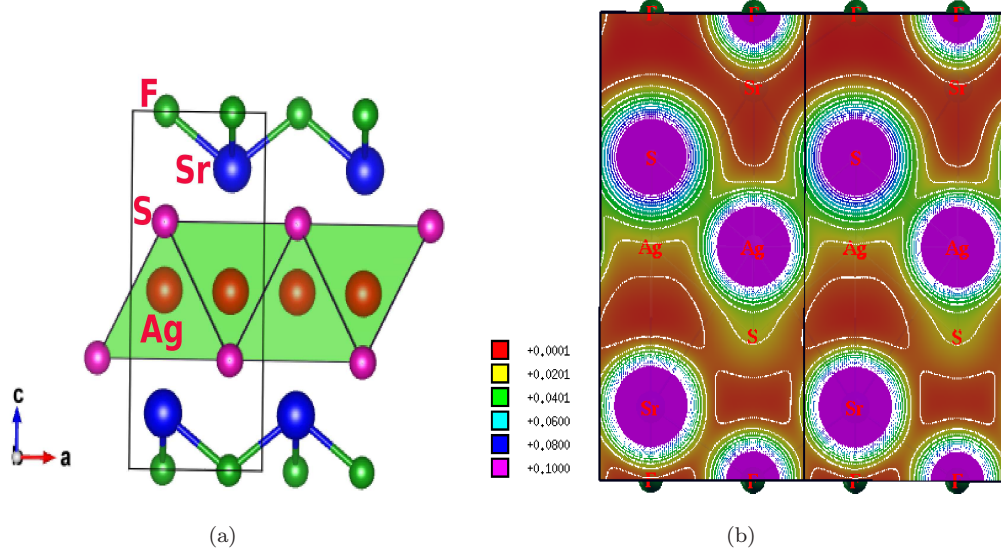 F
Sr
S
Ag
c
b
a
(a)
+0.0001
+0.0201
+0.0401
+0.0600
+0.0800
+0.1000
F F F F
Sr Sr
S S
Ag Ag Ag Ag
S S
Sr Sr
F F F F
(b)